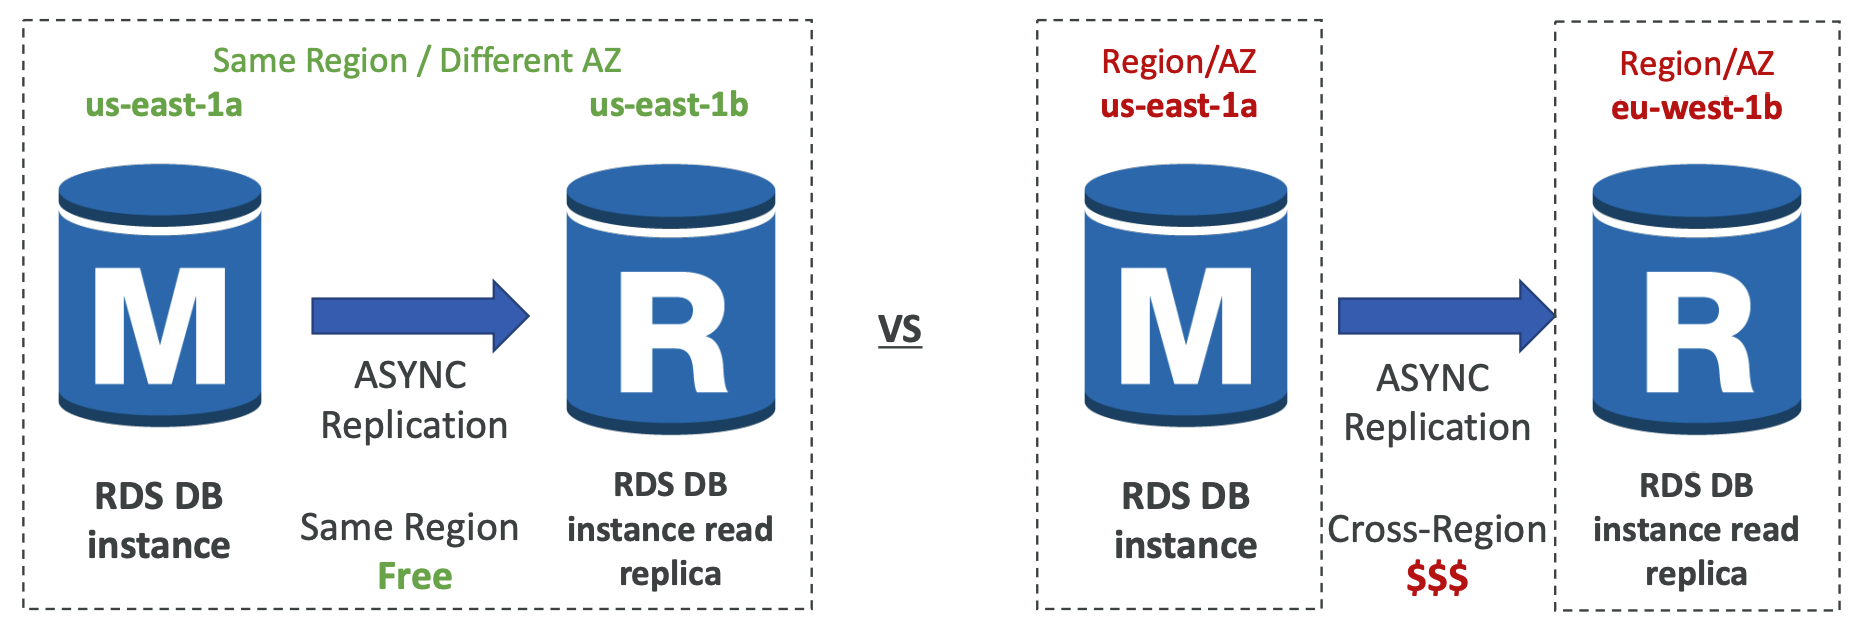 Same Region / Different AZ
us-east-1a
us-east-1b
M
R
ASYNC
Replication
RDS DB
instance
Same Region
Free
RDS DB
instance read
replica
VS
Region/AZ
us-east-1a
Region/AZ
eu-west-1b
M
R
ASYNC
Replication
RDS DB
instance
Cross-Region
$$$
RDS DB
instance read
replica